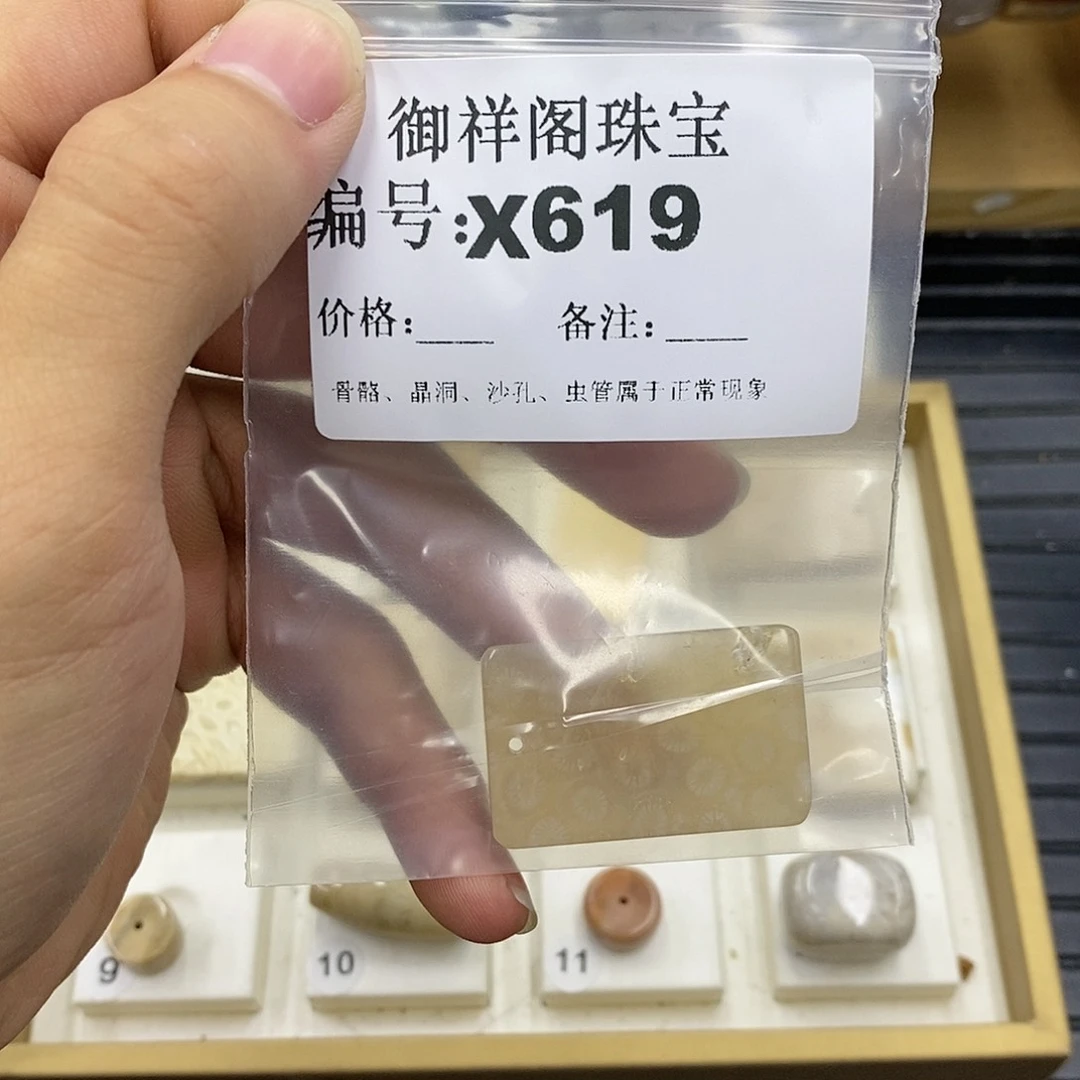 御祥阁珠宝
编号:X619
价格:____ 备注:____
骨骼、晶洞、沙孔、虫管属于正常现象
9
10
11